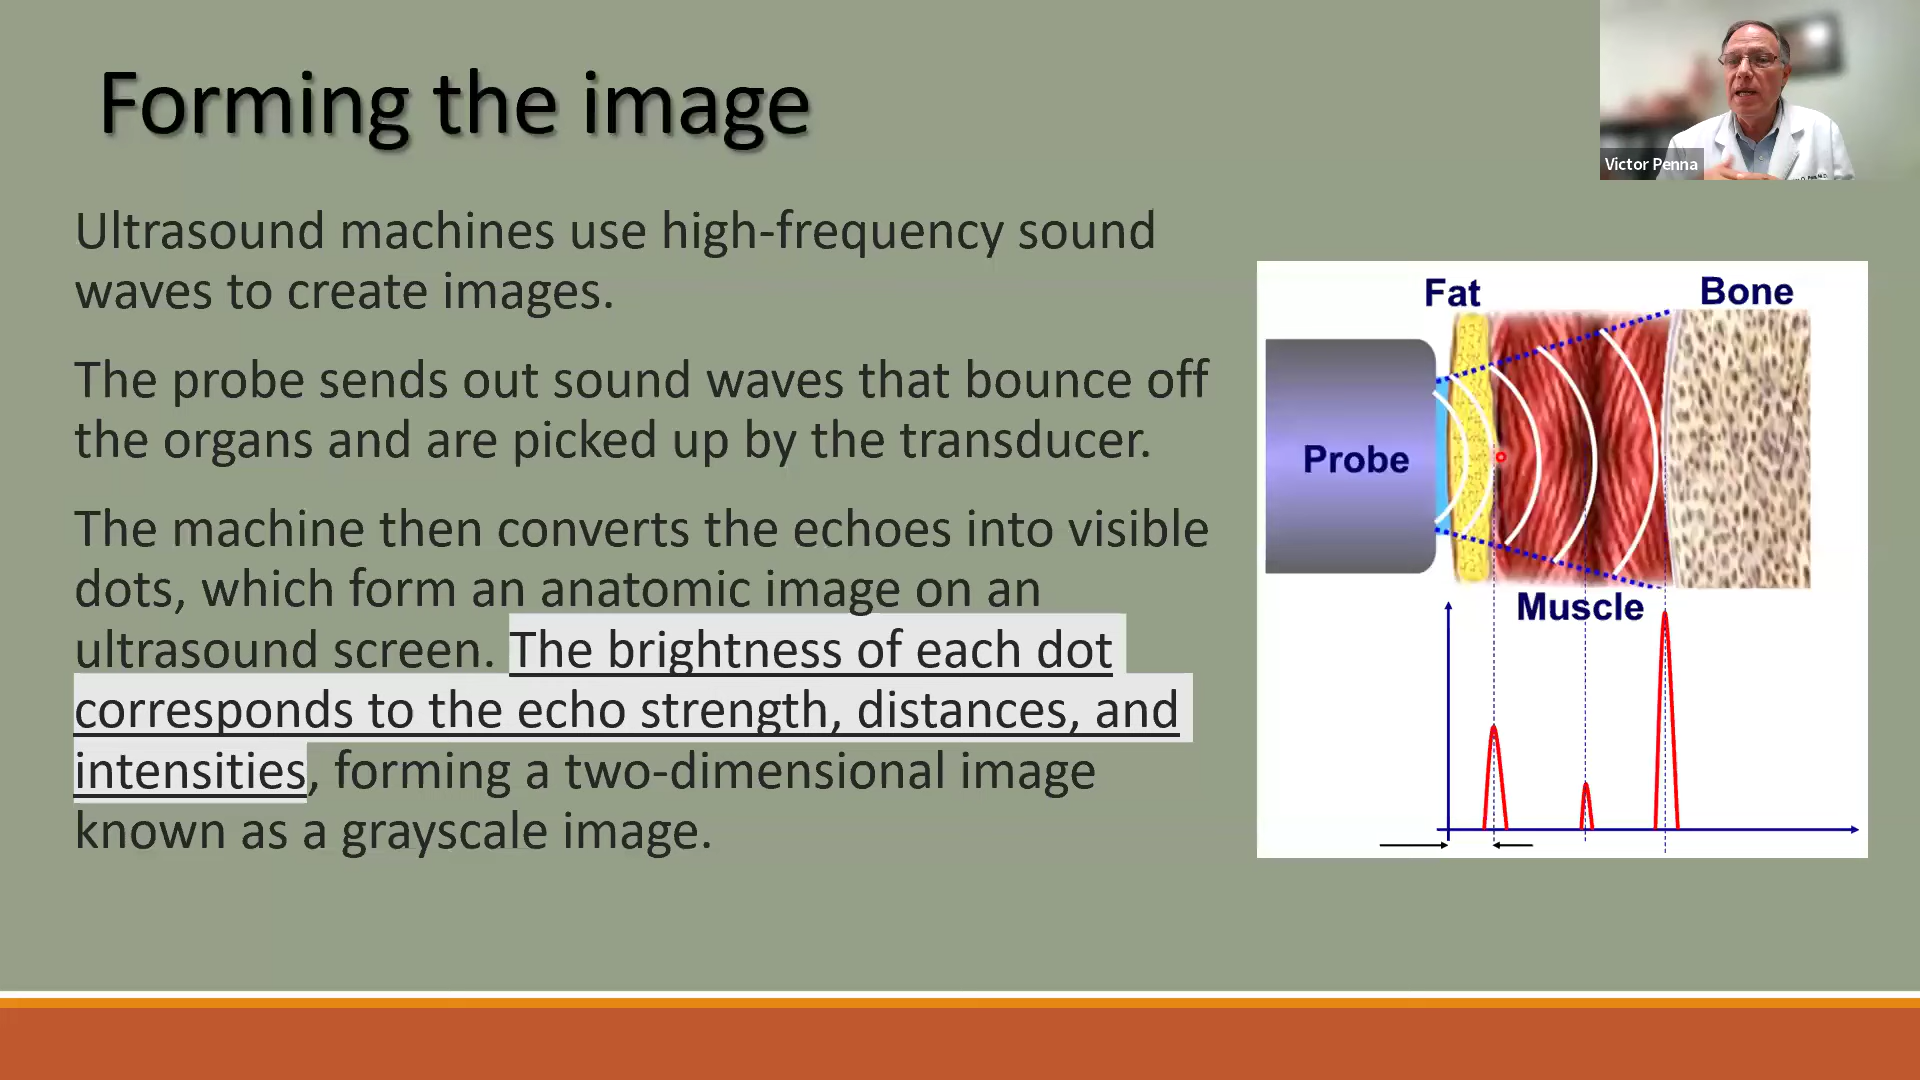 Forming the image
Victor Penna
Ultrasound machines use high-frequency sound
waves to create images.
The probe sends out sound waves that bounce off
the organs and are picked up by the transducer.
The machine then converts the echoes into visible
dots, which form an anatomic image on an
ultrasound screen. The brightness of each dot
corresponds to the echo strength, distances, and
intensities, forming a two-dimensional image
known as a grayscale image.
Fat
Bone
Probe
Muscle